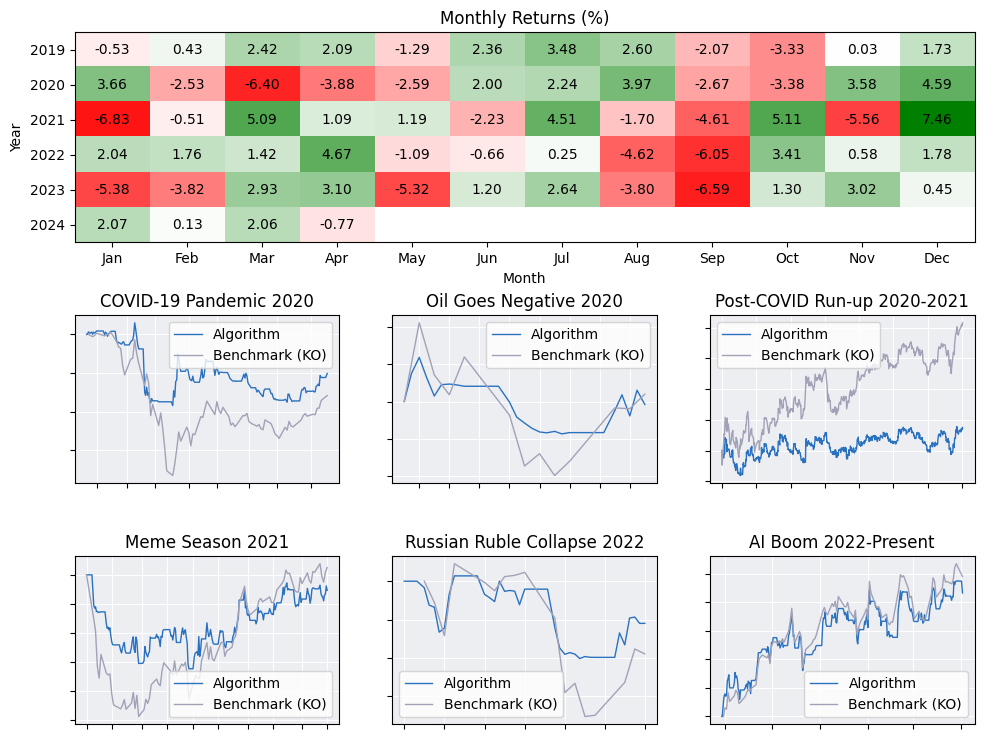 Monthly Returns (%)
Year
2019 -0.53 0.43 2.42 2.09 -1.29 2.36 3.48 2.60 -2.07 -3.33 0.03 1.73
2020 3.66 -2.53 -6.40 -3.88 -2.59 2.00 2.24 3.97 -2.67 -3.38 3.58 4.59
2021 -6.83 -0.51 5.09 1.09 1.19 -2.23 4.51 -1.70 -4.61 5.11 -5.56 7.46
2022 2.04 1.76 1.42 4.67 -1.09 -0.66 0.25 -4.62 -6.05 3.41 0.58 1.78
2023 -5.38 -3.82 2.93 3.10 -5.32 1.20 2.64 -3.80 -6.59 1.30 3.02 0.45
2024 2.07 0.13 2.06 -0.77
Jan Feb Mar Apr May Jun Jul Aug Sep Oct Nov Dec
Month
COVID-19 Pandemic 2020
Algorithm
Benchmark (KO)
Oil Goes Negative 2020
Algorithm
Benchmark (KO)
Post-COVID Run-up 2020-2021
Algorithm
Benchmark (KO)
Meme Season 2021
Algorithm
Benchmark (KO)
Russian Ruble Collapse 2022
Algorithm
Benchmark (KO)
AI Boom 2022-Present
Algorithm
Benchmark (KO)